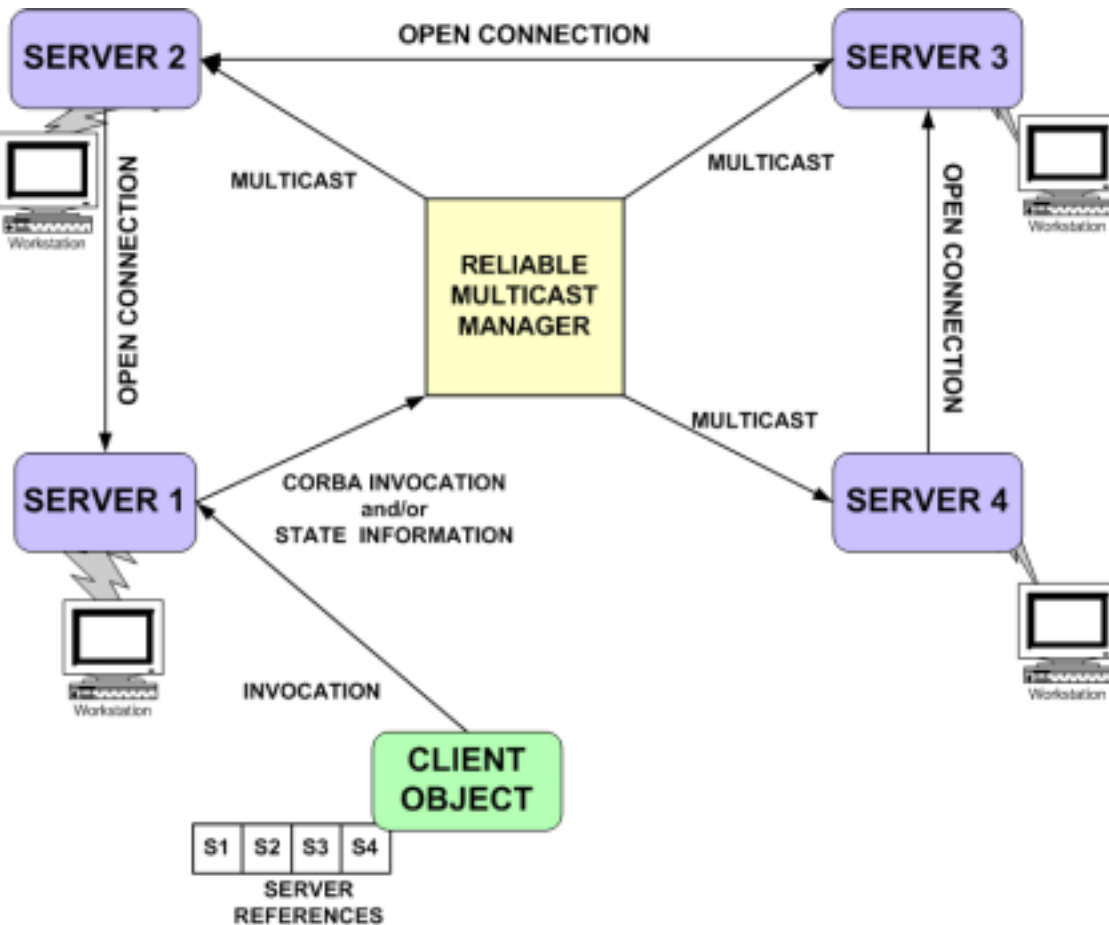 OPEN CONNECTION
SERVER 2
SERVER 3
MULTICAST
MULTICAST
Workstation
Workstation
OPEN CONNECTION
OPEN CONNECTION
RELIABLE
MULTICAST
MANAGER
MULTICAST
SERVER 1
SERVER 4
CORBA INVOCATION
and/or
STATE INFORMATION
INVOCATION
Workstation
Workstation
CLIENT
OBJECT
S1 S2 S3 S4
SERVER
REFERENCES